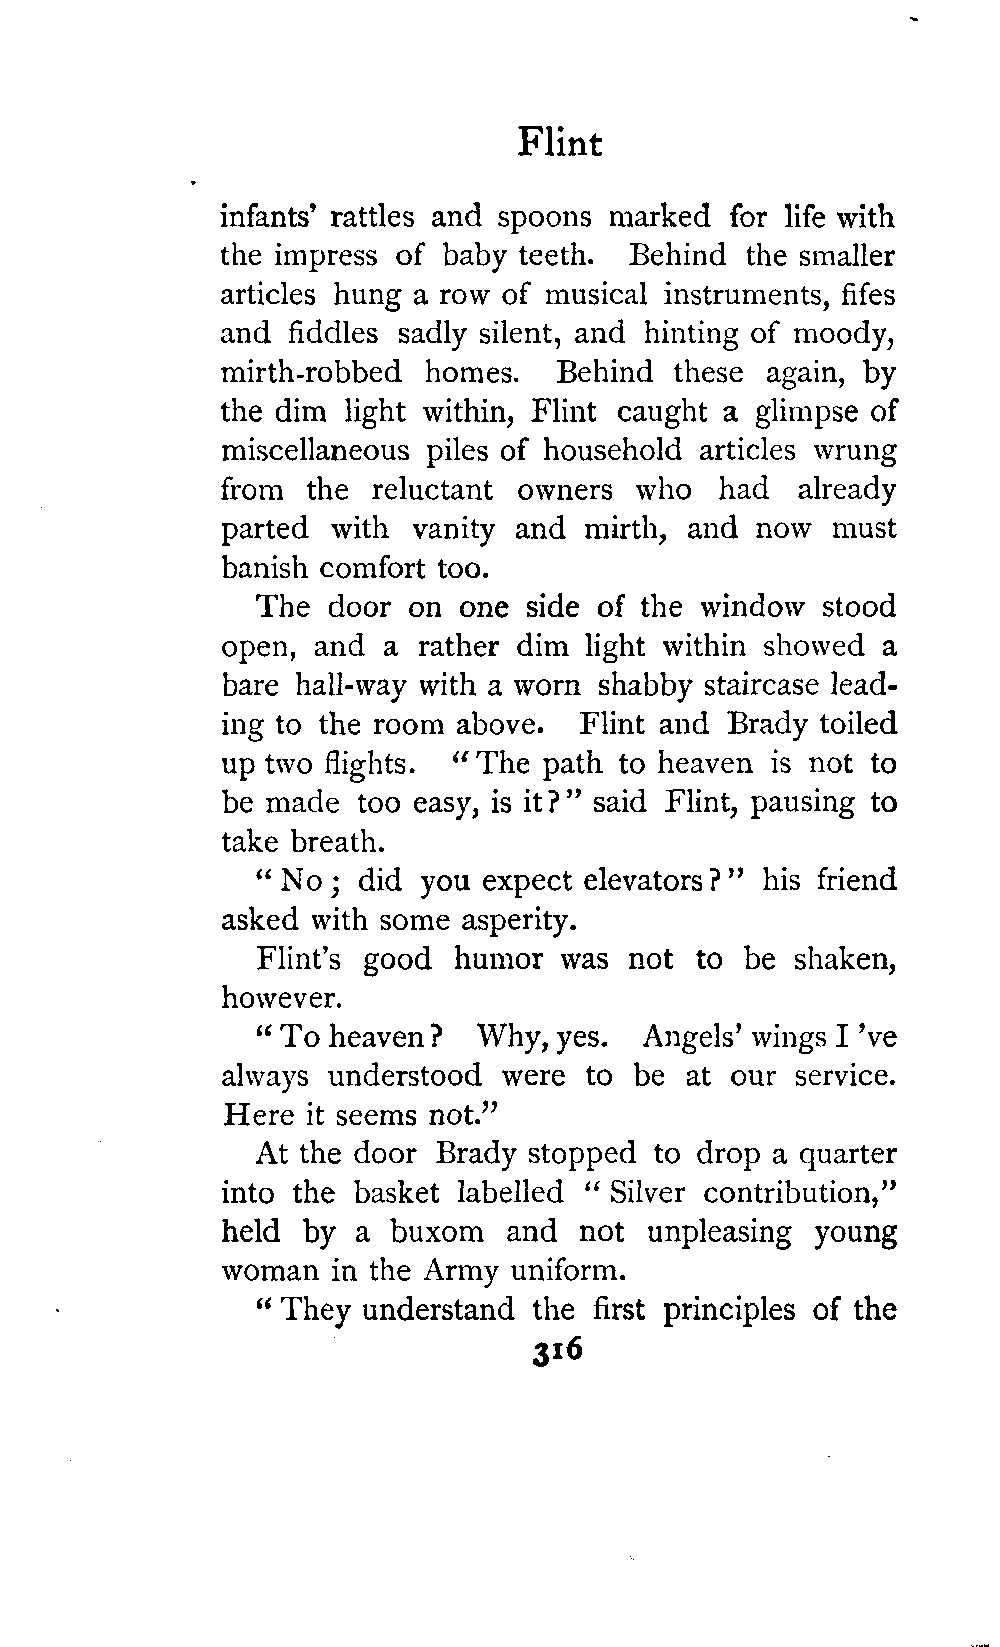 Flint
infants' rattles and spoons marked for life with
the impress of baby teeth. Behind the smaller
articles hung a row of musical instruments, fifes
and fiddles sadly silent, and hinting of moody,
mirth-robbed homes. Behind these again, by
the dim light within, Flint caught a glimpse of
miscellaneous piles of household articles wrung
from the reluctant owners who had already
parted with vanity and mirth, and now must
banish comfort too.
The door on one side of the window stood
open, and a rather dim light within showed a
bare hall-way with a worn shabby staircase lead-
ing to the room above. Flint and Brady toiled
up two flights. "The path to heaven is not to
be made too easy, is it?" said Flint, pausing to
take breath.
"No; did you expect elevators?" his friend
asked with some asperity.
Flint's good humor was not to be shaken,
however.
"To heaven? Why, yes. Angels' wings I 've
always understood were to be at our service.
Here it seems not."
At the door Brady stopped to drop a quarter
into the basket labelled "Silver contribution,"
held by a buxom and not unpleasing young
woman in the Army uniform.
"They understand the first principles of the
316